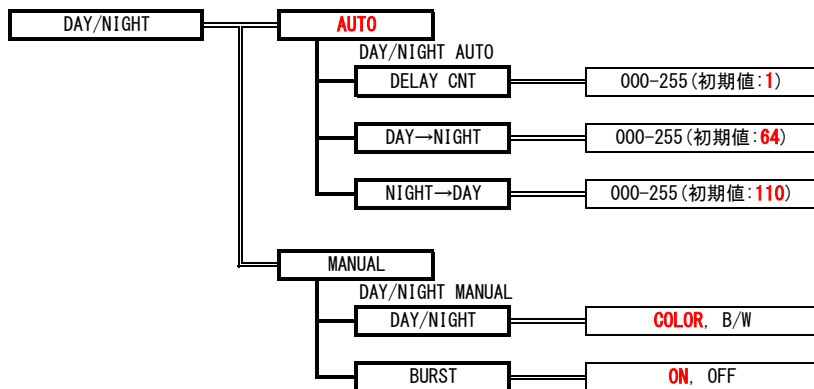 DAY/NIGHT
AUTO
DAY/NIGHT AUTO
DELAY CNT
000-255(初期値:1)
DAY→NIGHT
000-255(初期値:64)
NIGHT→DAY
000-255(初期値:110)
MANUAL
DAY/NIGHT MANUAL
DAY/NIGHT
COLOR, B/W
BURST
ON, OFF